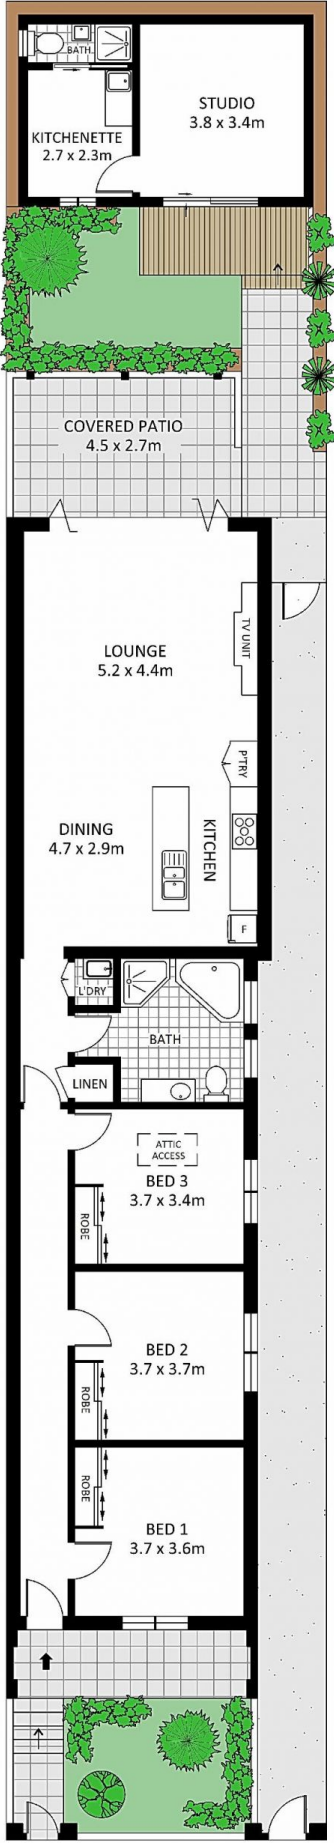 BATH
STUDIO
3.8 x 3.4m
KITCHENETTE
2.7 x 2.3m
COVERED PATIO
4.5 x 2.7m
LOUNGE
5.2 x 4.4m
TV UNIT
P'TRY
DINING
4.7 x 2.9m
KITCHEN
F
L'DRY
BATH
LINEN
ATTIC
ACCESS
BED 3
3.7 x 3.4m
ROBE
BED 2
3.7 x 3.7m
ROBE
ROBE
BED 1
3.7 x 3.6m